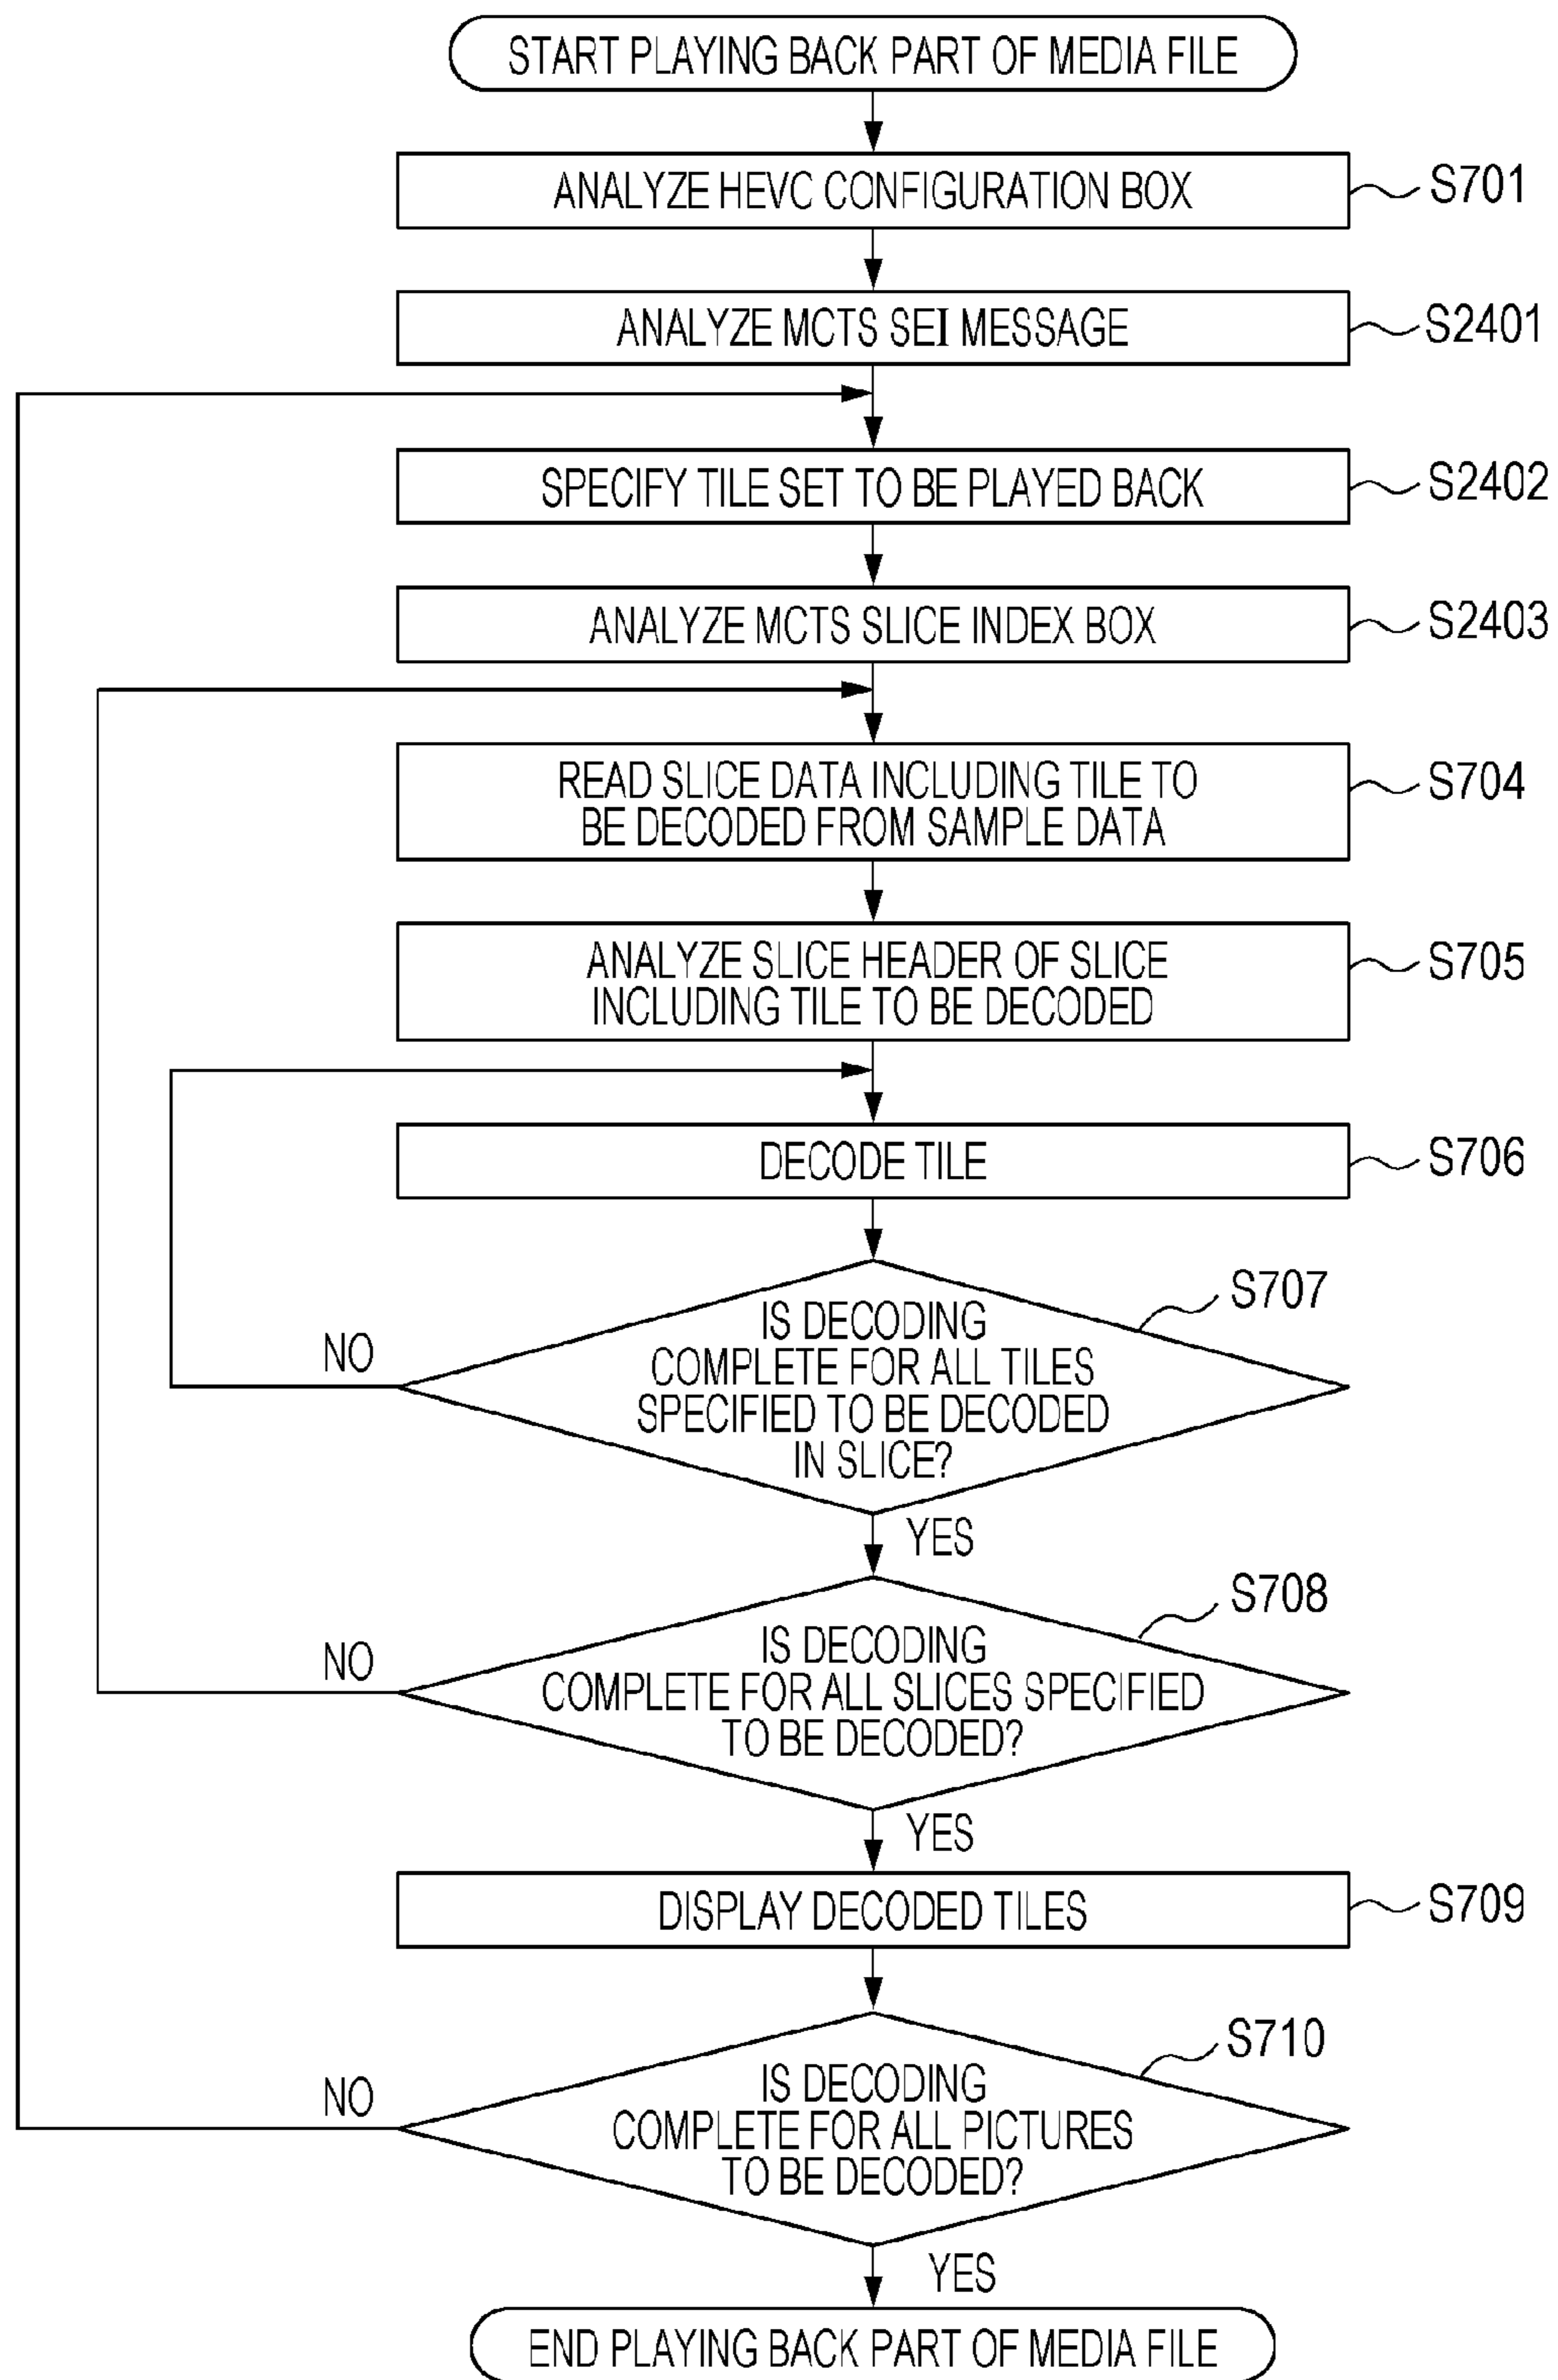 START PLAYING BACK PART OF MEDIA FILE
ANALYZE HEVC CONFIGURATION BOX
S701
ANALYZE MCTS SEI MESSAGE
S2401
SPECIFY TILE SET TO BE PLAYED BACK
S2402
ANALYZE MCTS SLICE INDEX BOX
S2403
READ SLICE DATA INCLUDING TILE TO
BE DECODED FROM SAMPLE DATA
S704
ANALYZE SLICE HEADER OF SLICE
INCLUDING TILE TO BE DECODED
S705
DECODE TILE
S706
S707
IS DECODING
COMPLETE FOR ALL TILES
SPECIFIED TO BE DECODED
IN SLICE?
NO
YES
S708
IS DECODING
COMPLETE FOR ALL SLICES SPECIFIED
TO BE DECODED?
NO
YES
DISPLAY DECODED TILES
S709
S710
IS DECODING
COMPLETE FOR ALL PICTURES
TO BE DECODED?
NO
YES
END PLAYING BACK PART OF MEDIA FILE